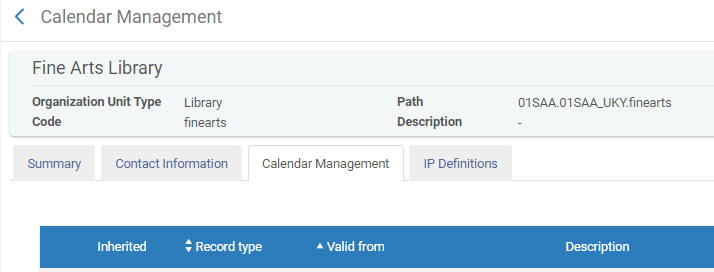 Calendar Management
Fine Arts Library
Organization Unit Type Library Path 01SAA.01SAA_UKY.finearts
Code finearts Description -
Summary Contact Information Calendar Management IP Definitions
Inherited Record type Valid from Description